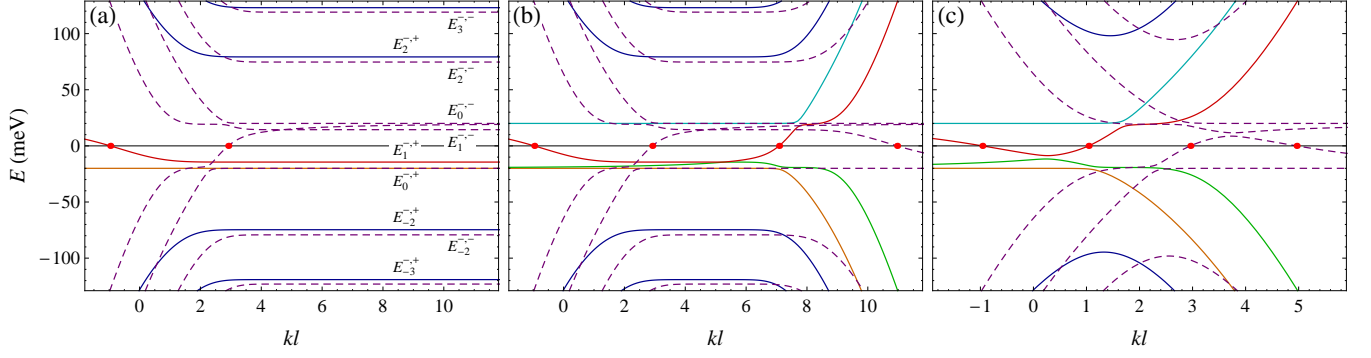 (a)
(b)
(c)
E (meV)
100
50
0
−50
−100
E₃⁻,⁻
E₂⁻,⁺
E₂⁻,⁻
E₀⁻,⁻
E₁⁻,⁺
E₁⁻,⁻
E₀⁻,⁺
E₋₂⁻,⁺
E₋₂⁻,⁻
E₋₃⁻,⁺
0 2 4 6 8 10
0 2 4 6 8 10
−1 0 1 2 3 4 5
kl
kl
kl